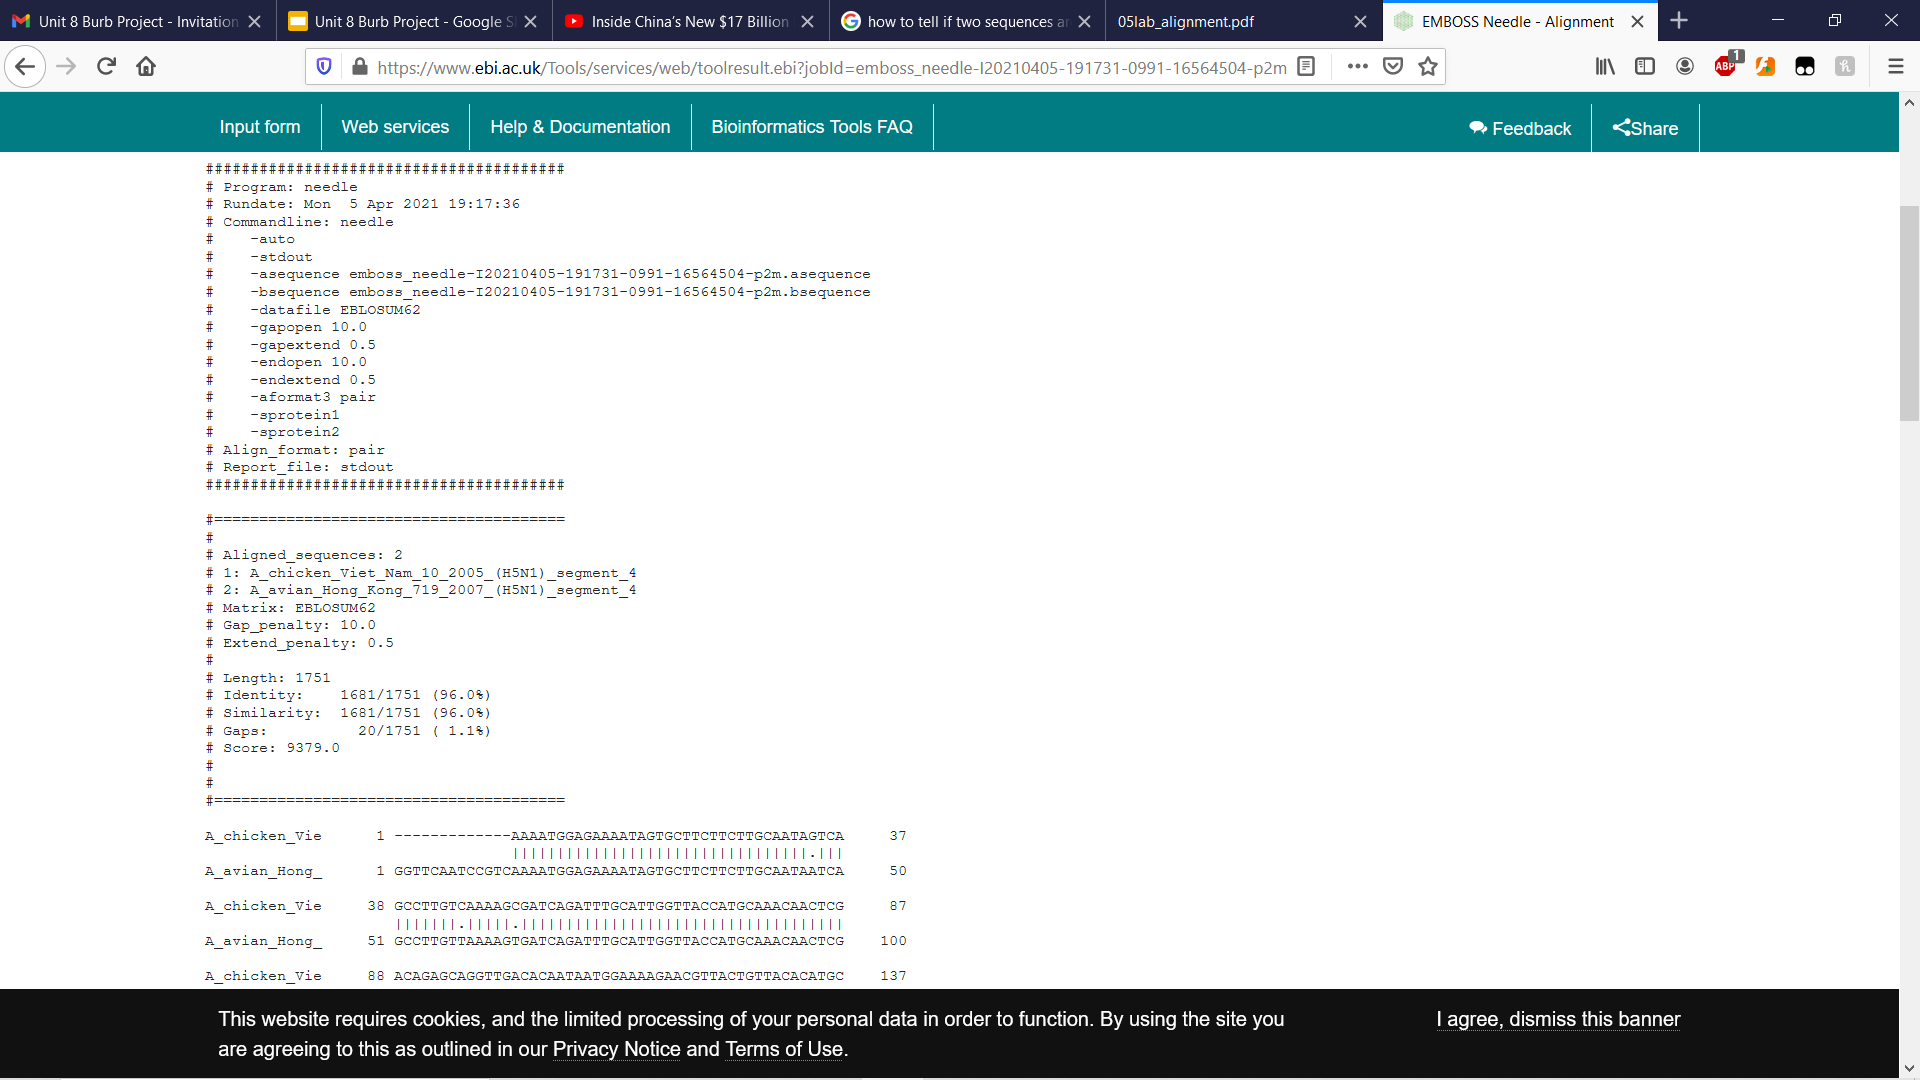 Unit 8 Burb Project - Invitation
Unit 8 Burb Project - Google S
Inside China's New $17 Billion
how to tell if two sequences a
05lab_alignment.pdf
EMBOSS Needle - Alignment
https://www.ebi.ac.uk/Tools/services/web/toolresult.ebi?jobId=emboss_needle-I20210405-191731-0991-16564504-p2m
ABP 1
Input form
Web services
Help & Documentation
Bioinformatics Tools FAQ
Feedback
Share
########################################
# Program: needle
# Rundate: Mon  5 Apr 2021 19:17:36
# Commandline: needle
#    -auto
#    -stdout
#    -asequence emboss_needle-I20210405-191731-0991-16564504-p2m.asequence
#    -bsequence emboss_needle-I20210405-191731-0991-16564504-p2m.bsequence
#    -datafile EBLOSUM62
#    -gapopen 10.0
#    -gapextend 0.5
#    -endopen 10.0
#    -endextend 0.5
#    -aformat3 pair
#    -sprotein1
#    -sprotein2
# Align_format: pair
# Report_file: stdout
########################################
#=======================================
#
# Aligned_sequences: 2
# 1: A_chicken_Viet_Nam_10_2005_(H5N1)_segment_4
# 2: A_avian_Hong_Kong_719_2007_(H5N1)_segment_4
# Matrix: EBLOSUM62
# Gap_penalty: 10.0
# Extend_penalty: 0.5
#
# Length: 1751
# Identity:    1681/1751 (96.0%)
# Similarity:  1681/1751 (96.0%)
# Gaps:          20/1751 ( 1.1%)
# Score: 9379.0
#
#
#=======================================
A_chicken_Vie      1 -------------AAAATGGAGAAAATAGTGCTTCTTCTTGCAATAGTCA     37
                                  |||||||||||||||||||||||||||||||||.|||
A_avian_Hong_      1 GGTTCAATCCGTCAAAATGGAGAAAATAGTGCTTCTTCTTGCAATAATCA     50
A_chicken_Vie     38 GCCTTGTCAAAAGCGATCAGATTTGCATTGGTTACCATGCAAACAACTCG     87
                     |||||||.|||||.||||||||||||||||||||||||||||||||||||
A_avian_Hong_     51 GCCTTGTTAAAAGTGATCAGATTTGCATTGGTTACCATGCAAACAACTCG    100
A_chicken_Vie     88 ACAGAGCAGGTTGACACAATAATGGAAAAGAACGTTACTGTTACACATGC    137
This website requires cookies, and the limited processing of your personal data in order to function. By using the site you
are agreeing to this as outlined in our Privacy Notice and Terms of Use.
I agree, dismiss this banner